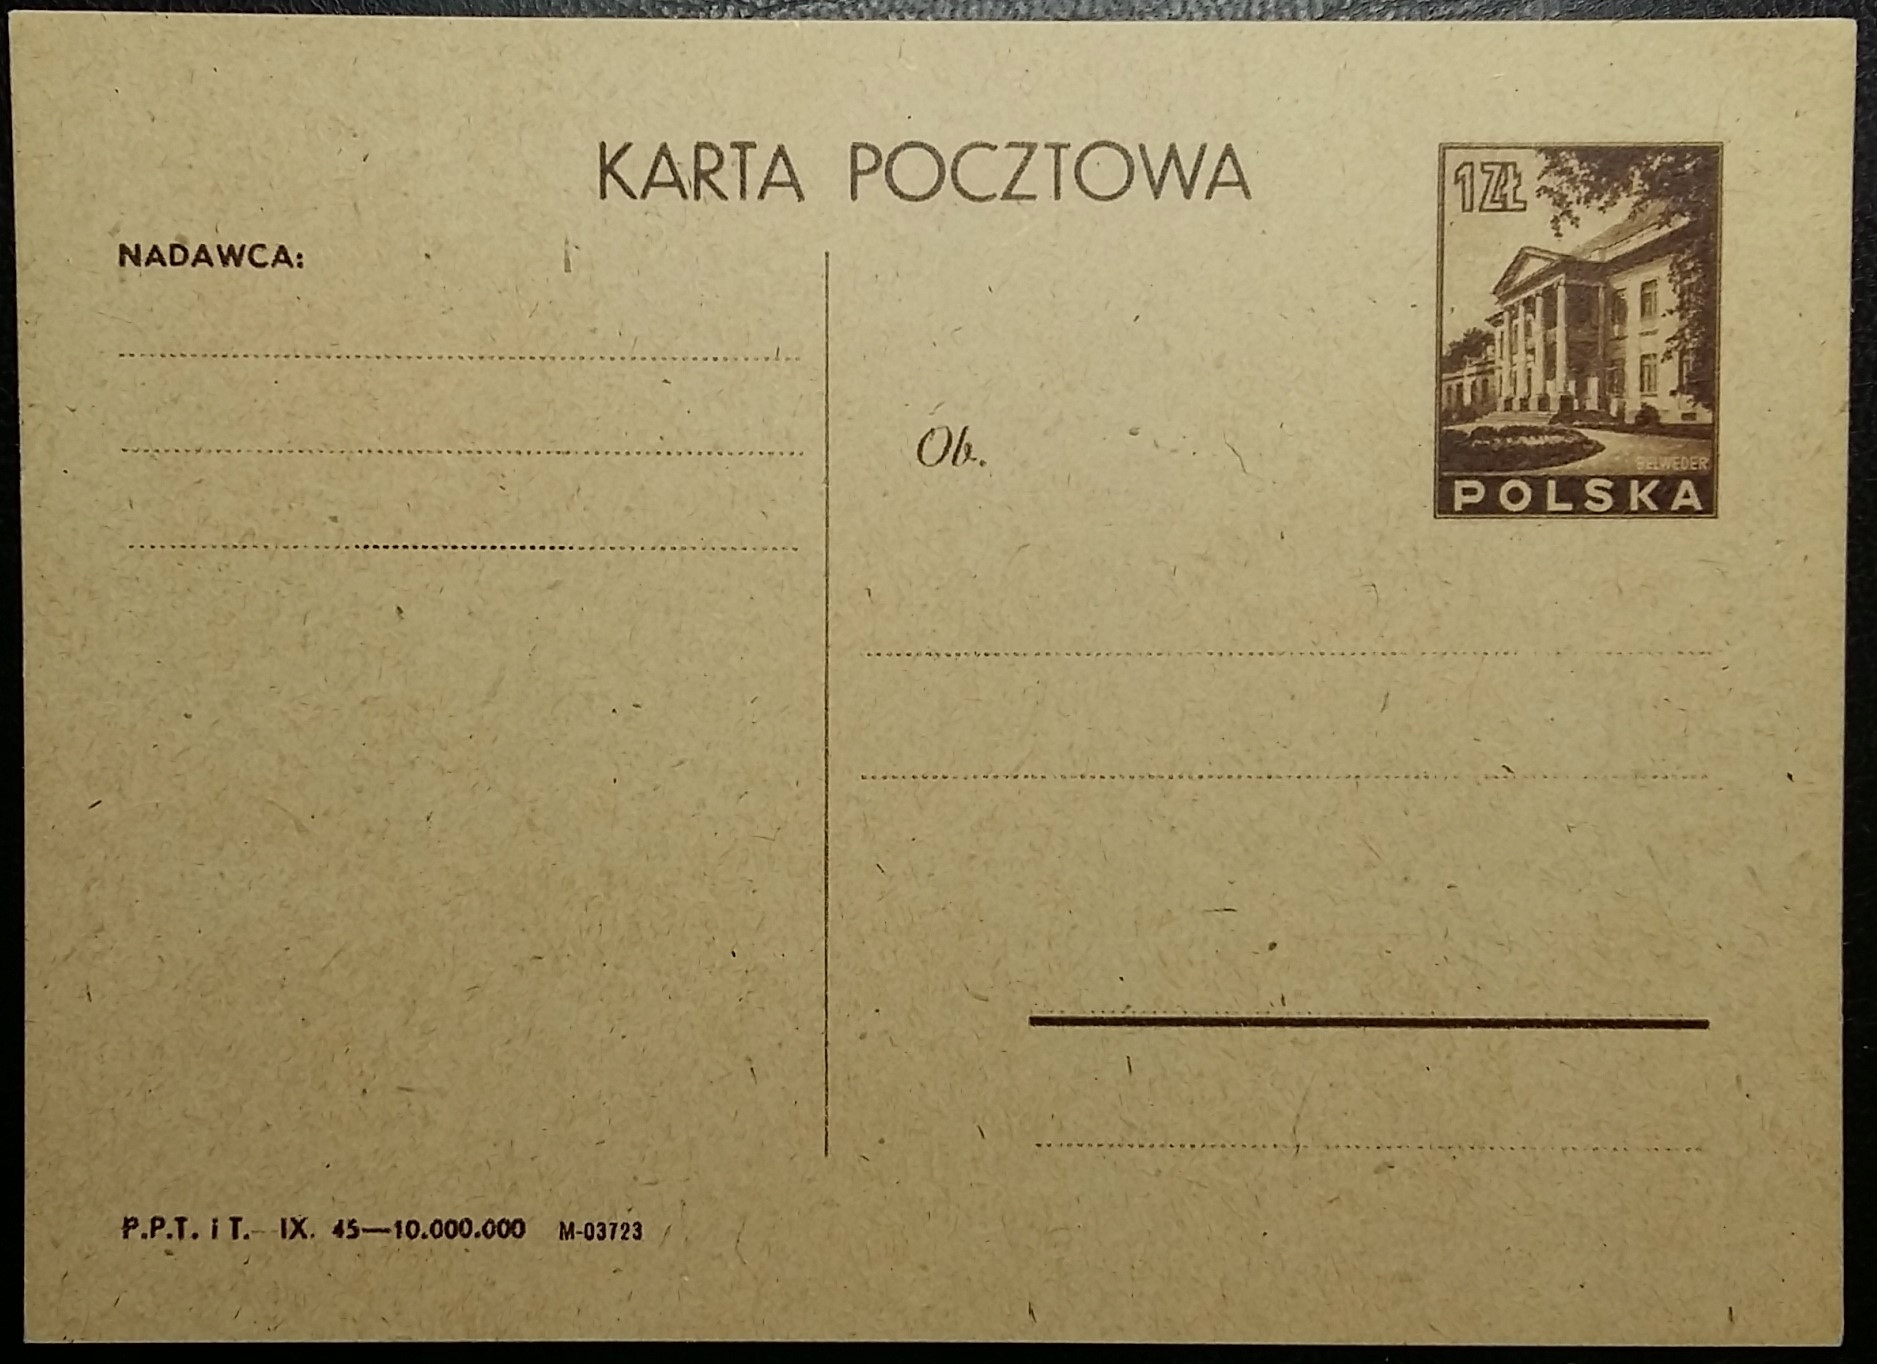 KARTA POCZTOWA
1 ZŁ
NADAWCA:
Ob.
BELWEDER
POLSKA
P.P.T. i T.— IX. 45—10.000.000 M-03723